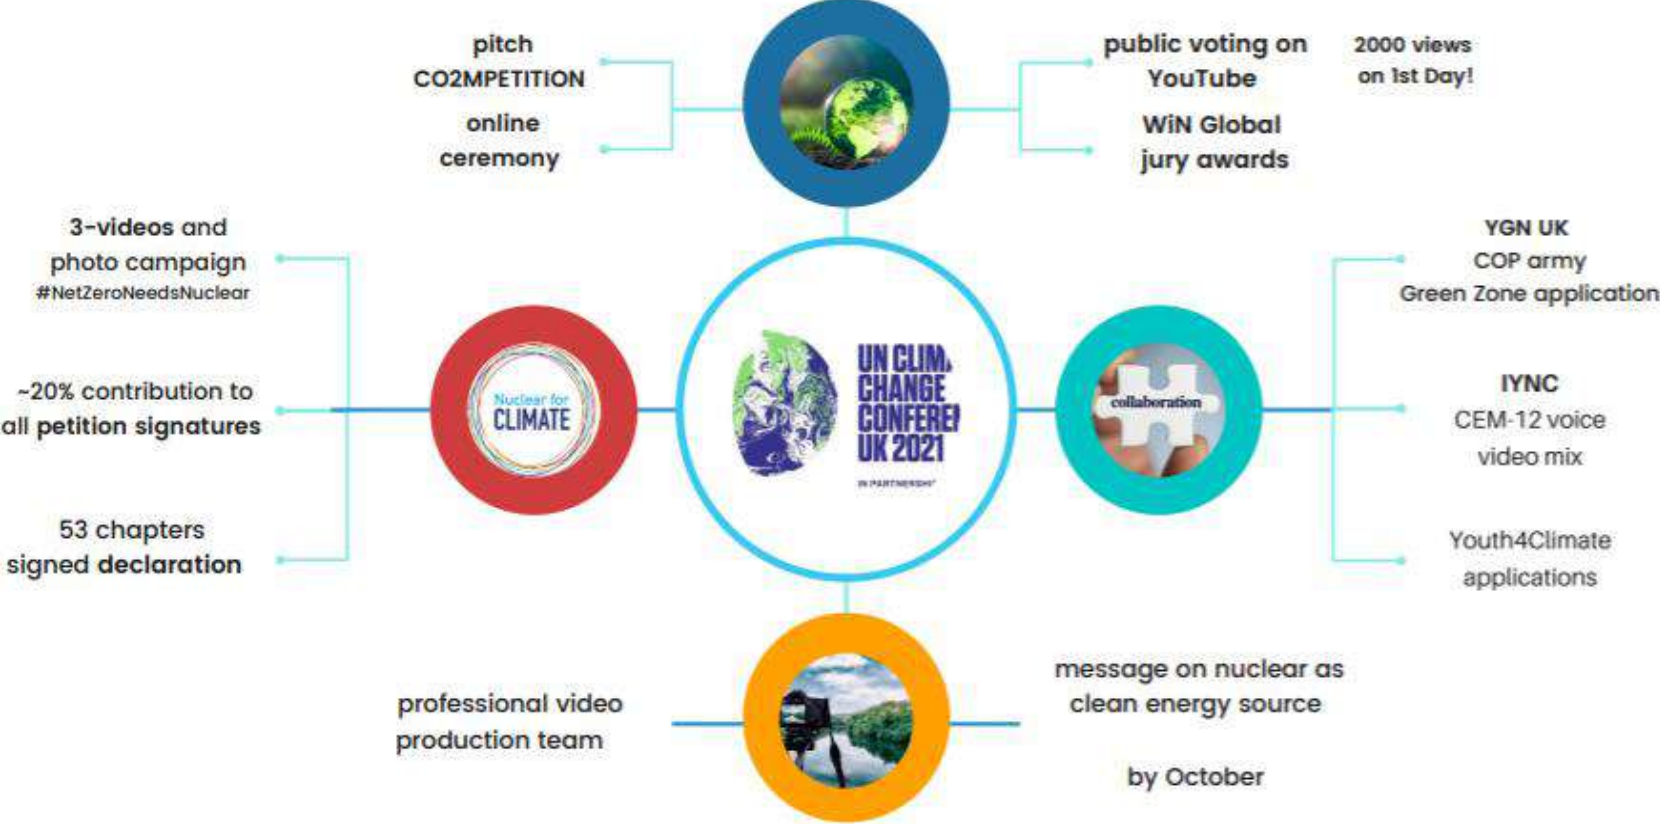 pitch
CO2MPETITION
online
ceremony
public voting on
YouTube
2000 views
on 1st Day!
WiN Global
jury awards
3-videos and
photo campaign
#NetZeroNeedsNuclear
~20% contribution to
all petition signatures
53 chapters
signed declaration
Nuclear for
CLIMATE
UN CLIM
CHANGE
CONFERE
UK 2021
IN PARTNERSHI
collaboration
YGN UK
COP army
Green Zone application
IYNC
CEM-12 voice
video mix
Youth4Climate
applications
professional video
production team
message on nuclear as
clean energy source
by October